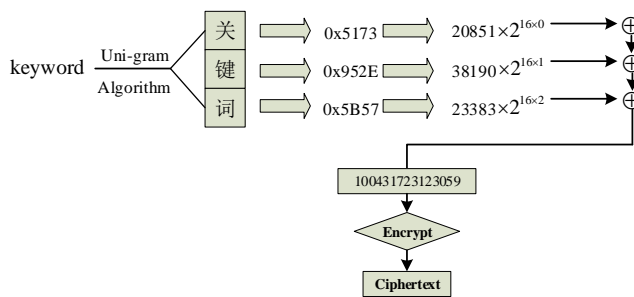 keyword
Uni-gram
Algorithm
关 0x5173 20851×2^{16×0} ⊕
键 0x952E 38190×2^{16×1} ⊕
词 0x5B57 23383×2^{16×2} ⊕
100431723123059
Encrypt
Ciphertext